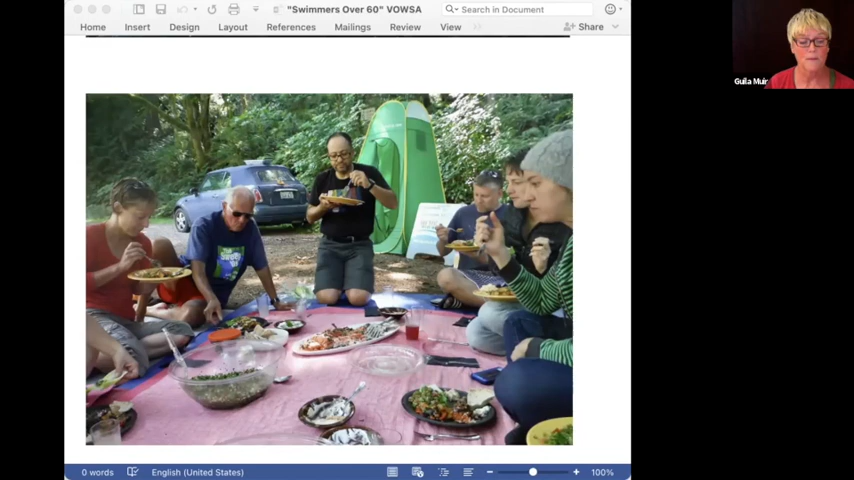 "Swimmers Over 60" VOWSA
Search in Document
Home Insert Design Layout References Mailings Review View Share
Guila Muir
0 words English (United States) 100%